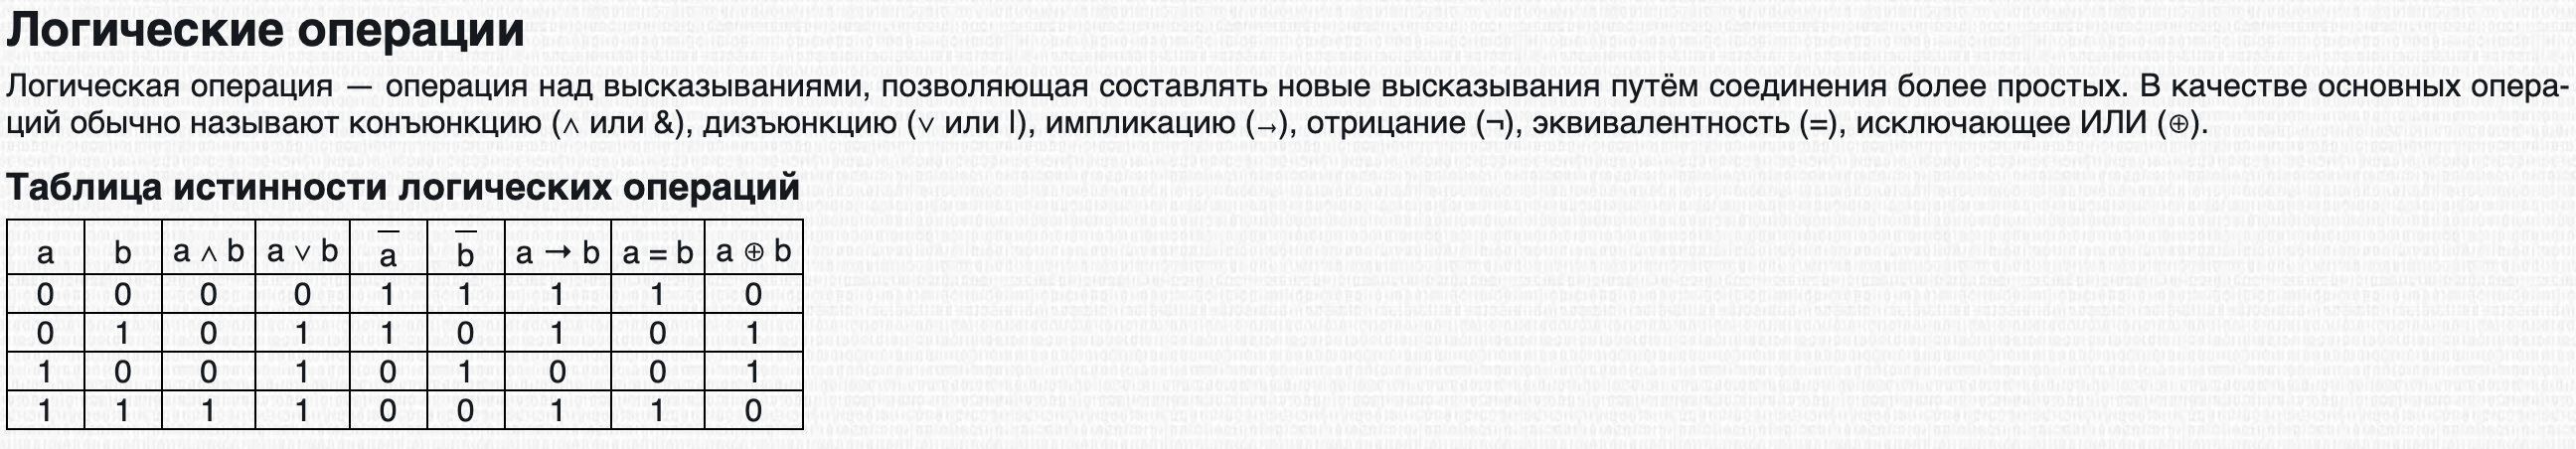 Логические операции
Логическая операция — операция над высказываниями, позволяющая составлять новые высказывания путём соединения более простых. В качестве основных опера-
ций обычно называют конъюнкцию (∧ или &), дизъюнкцию (∨ или |), импликацию (→), отрицание (¬), эквивалентность (=), исключающее ИЛИ (⊕).
Таблица истинности логических операций
a b a ∧ b a ∨ b a̅ b̅ a → b a = b a ⊕ b
0 0 0 0 1 1 1 1 0
0 1 0 1 1 0 1 0 1
1 0 0 1 0 1 0 0 1
1 1 1 1 0 0 1 1 0